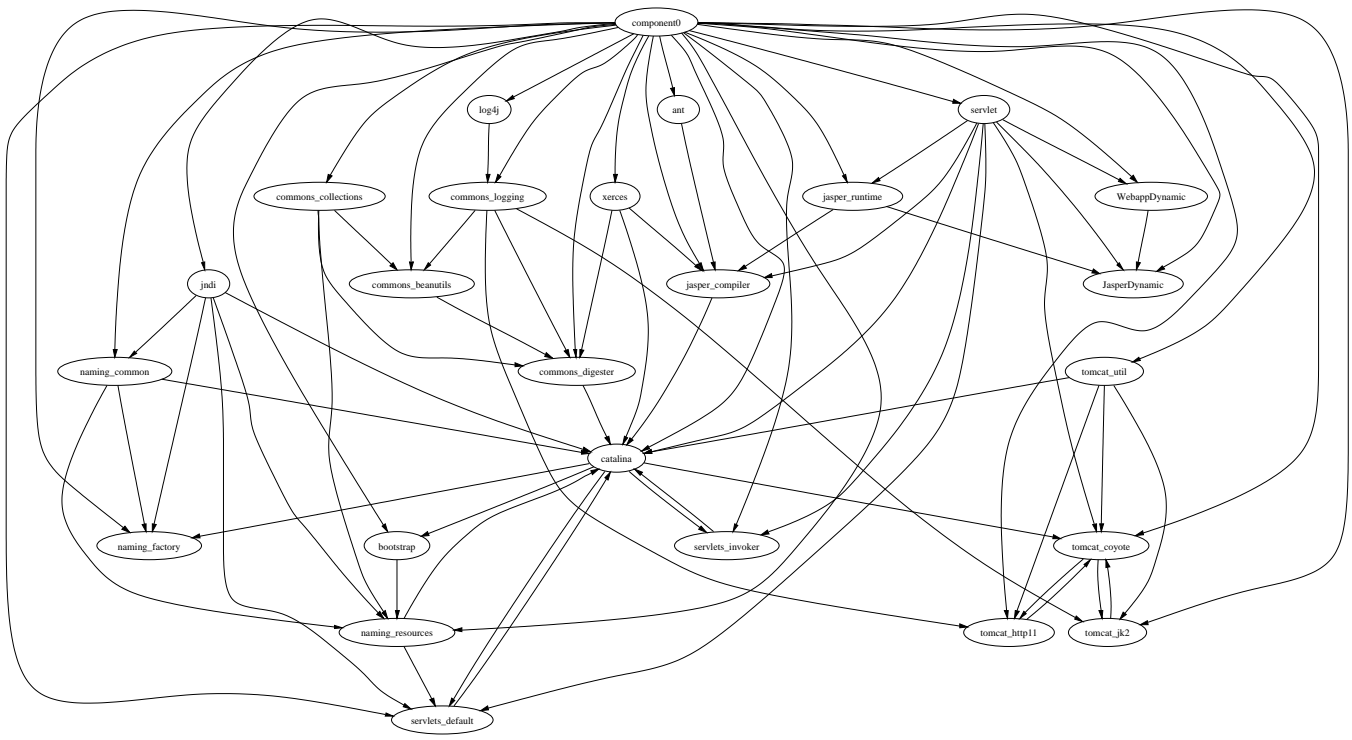 component0
log4j
ant
servlet
commons_collections
commons_logging
xerces
jasper_runtime
WebappDynamic
jndi
commons_beanutils
jasper_compiler
JasperDynamic
naming_common
commons_digester
tomcat_util
catalina
naming_factory
bootstrap
servlets_invoker
tomcat_coyote
naming_resources
tomcat_http11
tomcat_jk2
servlets_default